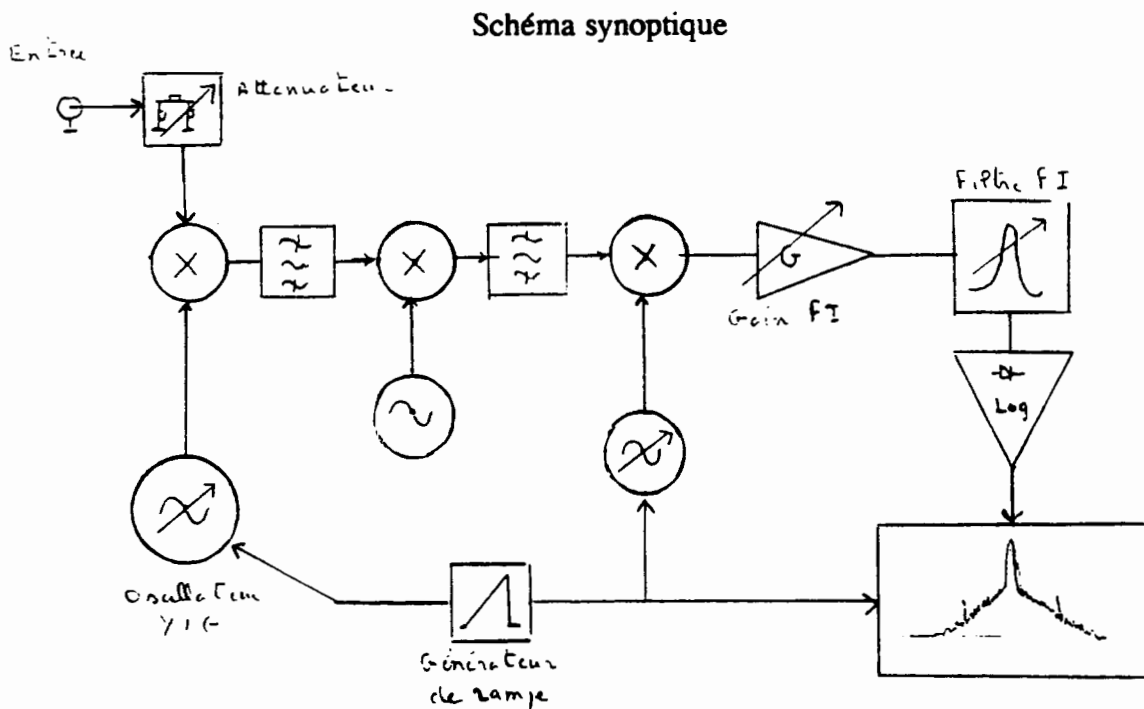 Schéma synoptique
Entrée
Attenuateur
Filtre FI
G
Gain FI
Log
Oscillateur
YIG
Générateur
de rampe